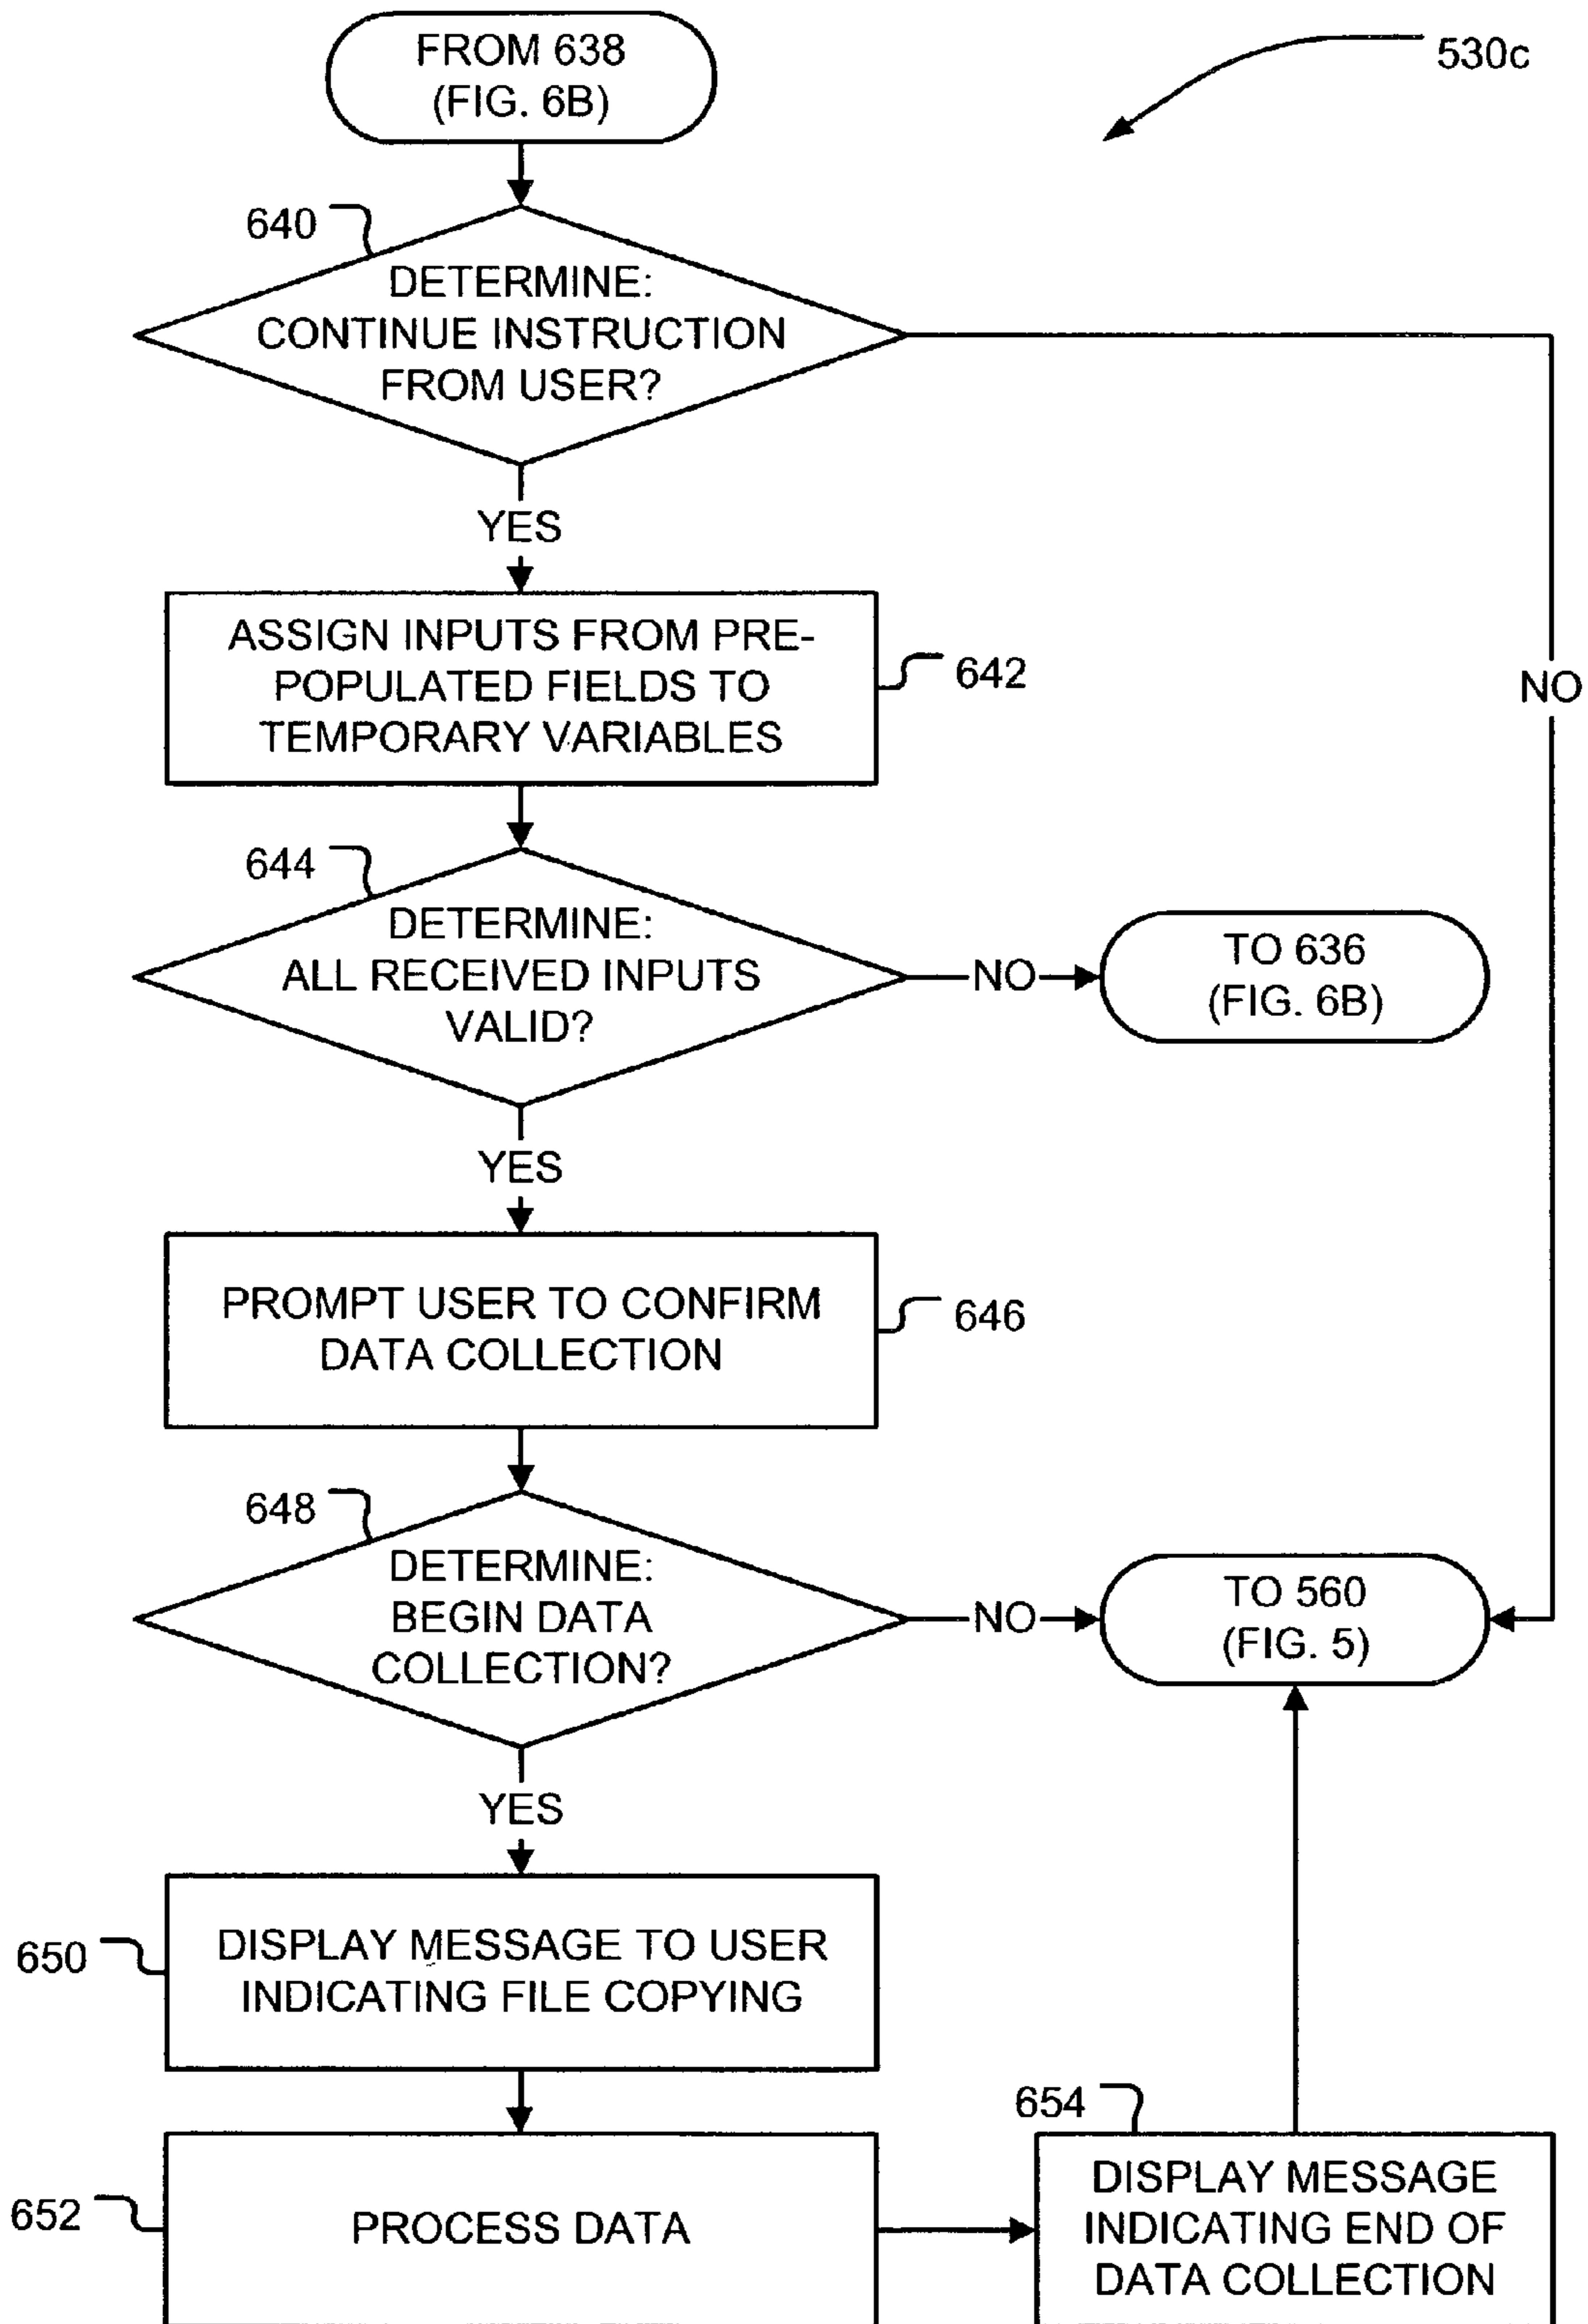 FROM 638
(FIG. 6B)
530c
640
DETERMINE:
CONTINUE INSTRUCTION
FROM USER?
YES
NO
ASSIGN INPUTS FROM PRE-
POPULATED FIELDS TO
TEMPORARY VARIABLES
642
644
DETERMINE:
ALL RECEIVED INPUTS
VALID?
NO
TO 636
(FIG. 6B)
YES
PROMPT USER TO CONFIRM
DATA COLLECTION
646
648
DETERMINE:
BEGIN DATA
COLLECTION?
NO
TO 560
(FIG. 5)
YES
650
DISPLAY MESSAGE TO USER
INDICATING FILE COPYING
652
PROCESS DATA
654
DISPLAY MESSAGE
INDICATING END OF
DATA COLLECTION